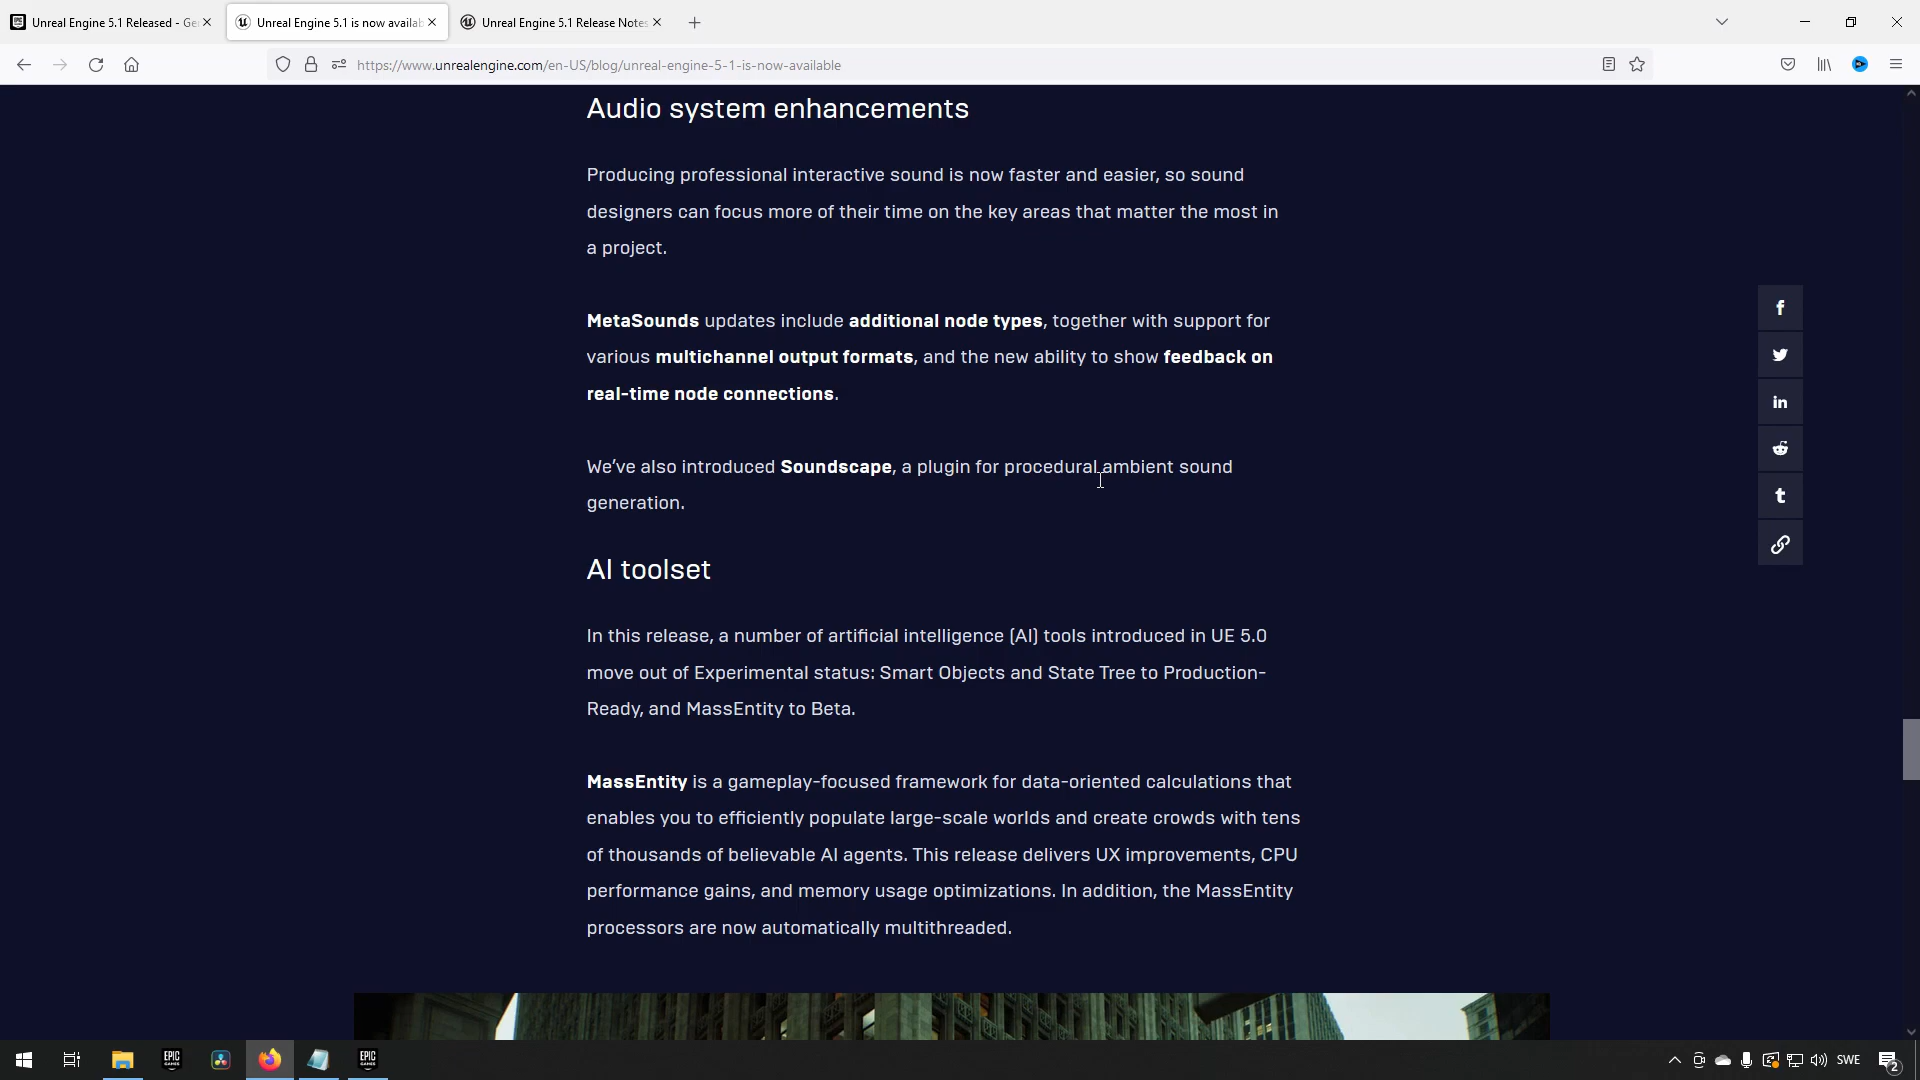 Unreal Engine 5.1 Released - Ge
Unreal Engine 5.1 is now availab
Unreal Engine 5.1 Release Notes
https://www.unrealengine.com/en-US/blog/unreal-engine-5-1-is-now-available
Audio system enhancements
Producing professional interactive sound is now faster and easier, so sound
designers can focus more of their time on the key areas that matter the most in
a project.
MetaSounds updates include additional node types, together with support for
various multichannel output formats, and the new ability to show feedback on
real-time node connections.
We’ve also introduced Soundscape, a plugin for procedural ambient sound
generation.
AI toolset
In this release, a number of artificial intelligence (AI) tools introduced in UE 5.0
move out of Experimental status: Smart Objects and State Tree to Production-
Ready, and MassEntity to Beta.
MassEntity is a gameplay-focused framework for data-oriented calculations that
enables you to efficiently populate large-scale worlds and create crowds with tens
of thousands of believable AI agents. This release delivers UX improvements, CPU
performance gains, and memory usage optimizations. In addition, the MassEntity
processors are now automatically multithreaded.
EPIC
GAMES
EPIC
GAMES
SWE
2